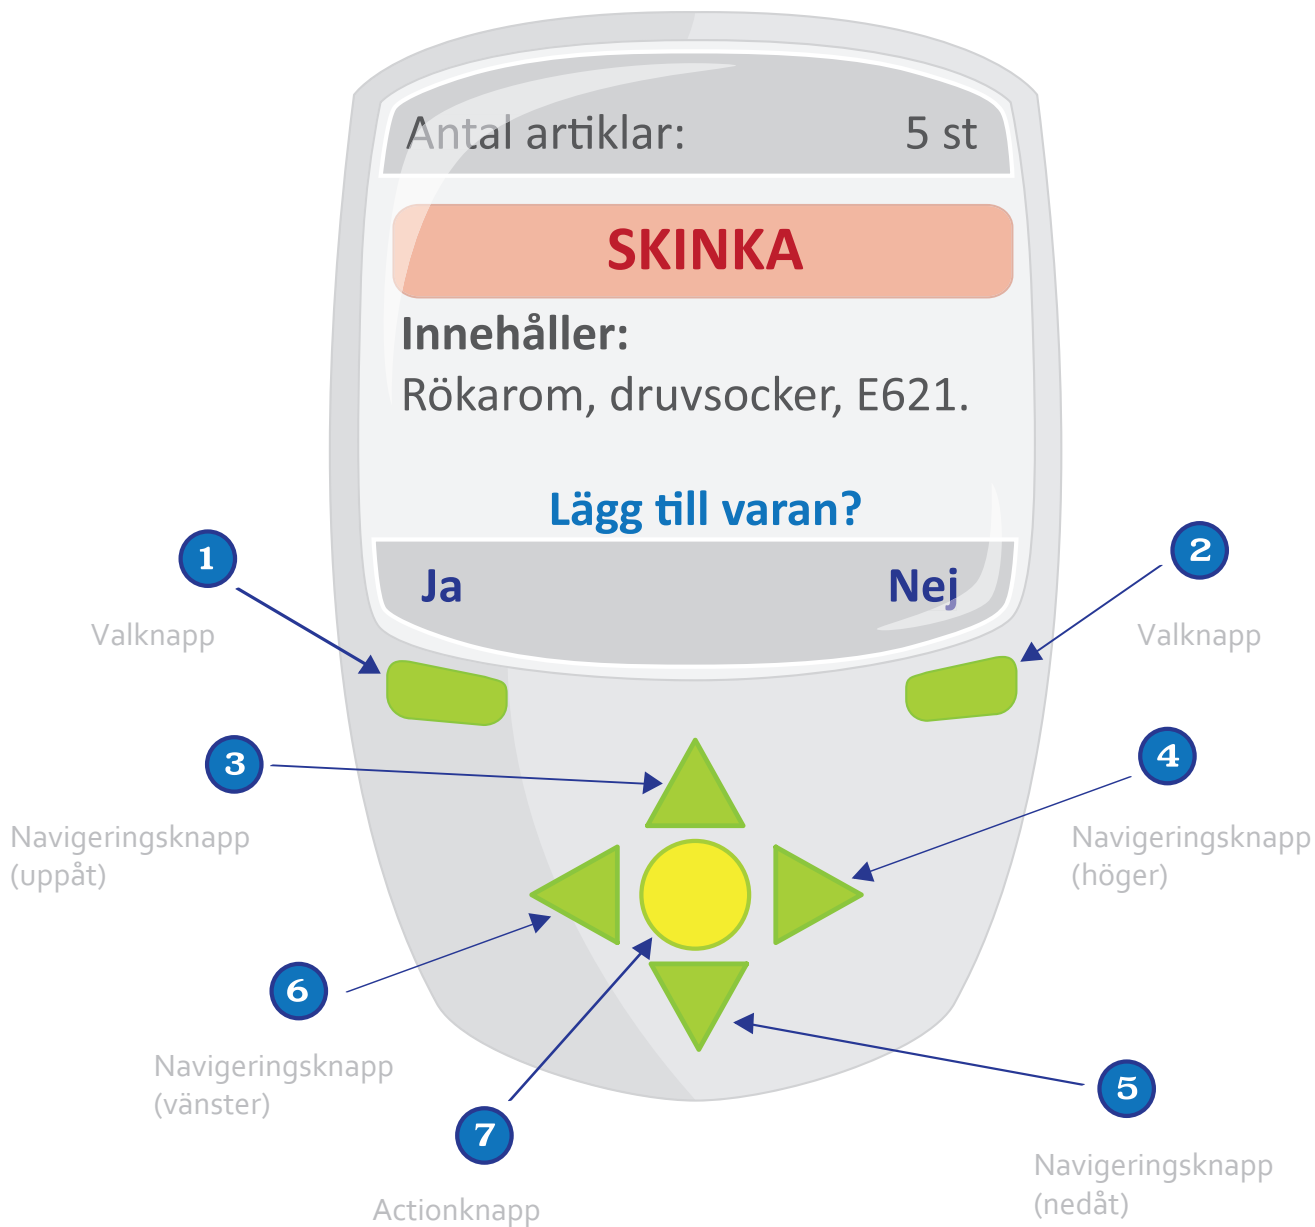 Antal artiklar: 5 st
SKINKA
Innehåller:
Rökarom, druvsocker, E621.
Lägg till varan?
Ja Nej
1
Valknapp
2
Valknapp
3
Navigeringsknapp
(uppåt)
4
Navigeringsknapp
(höger)
6
Navigeringsknapp
(vänster)
5
Navigeringsknapp
(nedåt)
7
Actionknapp